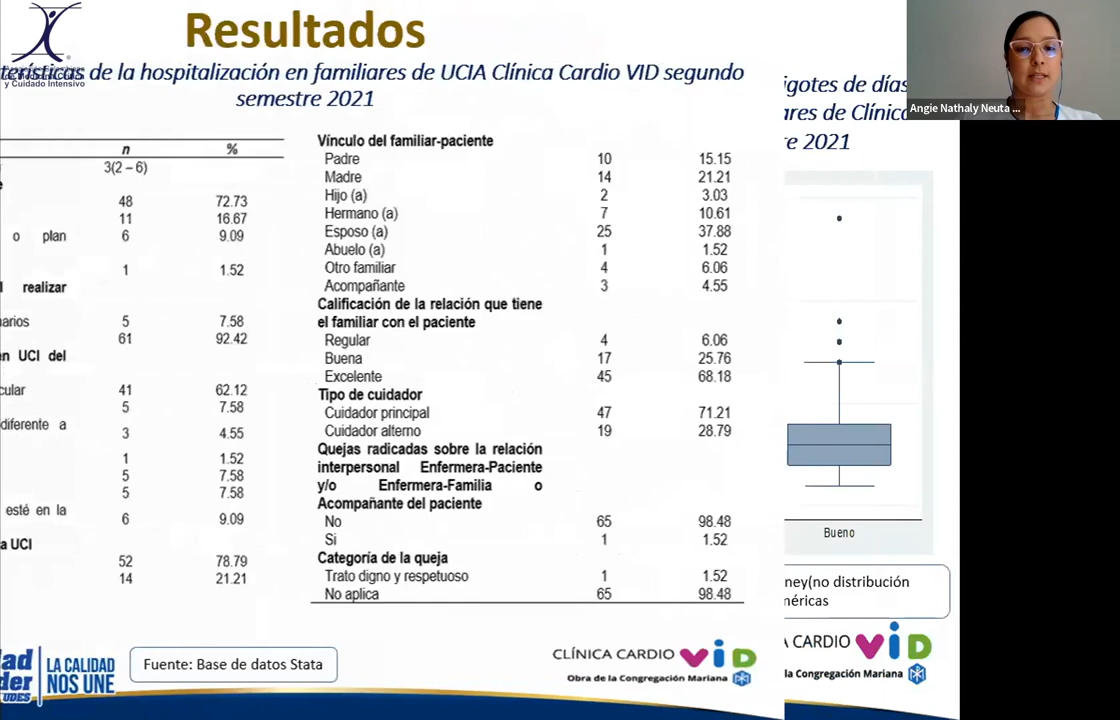 Resultados
de la hospitalización en familiares de UCIA Clínica Cardio VID segundo
semestre 2021
y Cuidado Intensivo
n %
3(2 – 6)
48 72.73
11 16.67
o plan 6 9.09
1 1.52
realizar
5 7.58
61 92.42
en UCI del
41 62.12
5 7.58
diferente a
3 4.55
1 1.52
5 7.58
5 7.58
esté en la
6 9.09
a UCI
52 78.79
14 21.21
Vínculo del familiar-paciente
Padre 10 15.15
Madre 14 21.21
Hijo (a) 2 3.03
Hermano (a) 7 10.61
Esposo (a) 25 37.88
Abuelo (a) 1 1.52
Otro familiar 4 6.06
Acompañante 3 4.55
Calificación de la relación que tiene
el familiar con el paciente
Regular 4 6.06
Buena 17 25.76
Excelente 45 68.18
Tipo de cuidador
Cuidador principal 47 71.21
Cuidador alterno 19 28.79
Quejas radicadas sobre la relación
interpersonal Enfermera-Paciente
y/o Enfermera-Familia o
Acompañante del paciente
No 65 98.48
Si 1 1.52
Categoría de la queja
Trato digno y respetuoso 1 1.52
No aplica 65 98.48
LA CALIDAD
NOS UNE
UDES
Fuente: Base de datos Stata
CLÍNICA CARDIO VID
Obra de la Congregación Mariana
igotes de días
ares de Clínica
e 2021
Bueno
ney(no distribución
néricas
CARDIO VID
la Congregación Mariana
Angie Nathaly Neuta ...